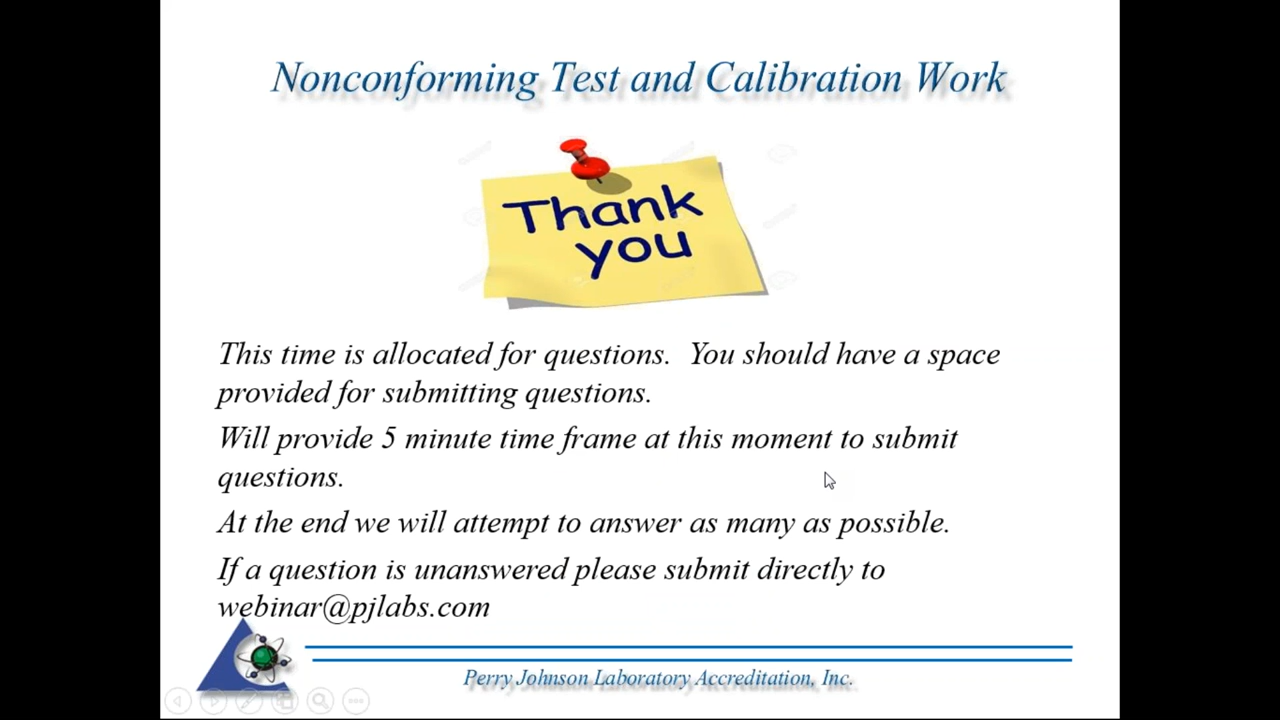 Nonconforming Test and Calibration Work
Thank
you
This time is allocated for questions.  You should have a space
provided for submitting questions.
Will provide 5 minute time frame at this moment to submit
questions.
At the end we will attempt to answer as many as possible.
If a question is unanswered please submit directly to
webinar@pjlabs.com
Perry Johnson Laboratory Accreditation, Inc.